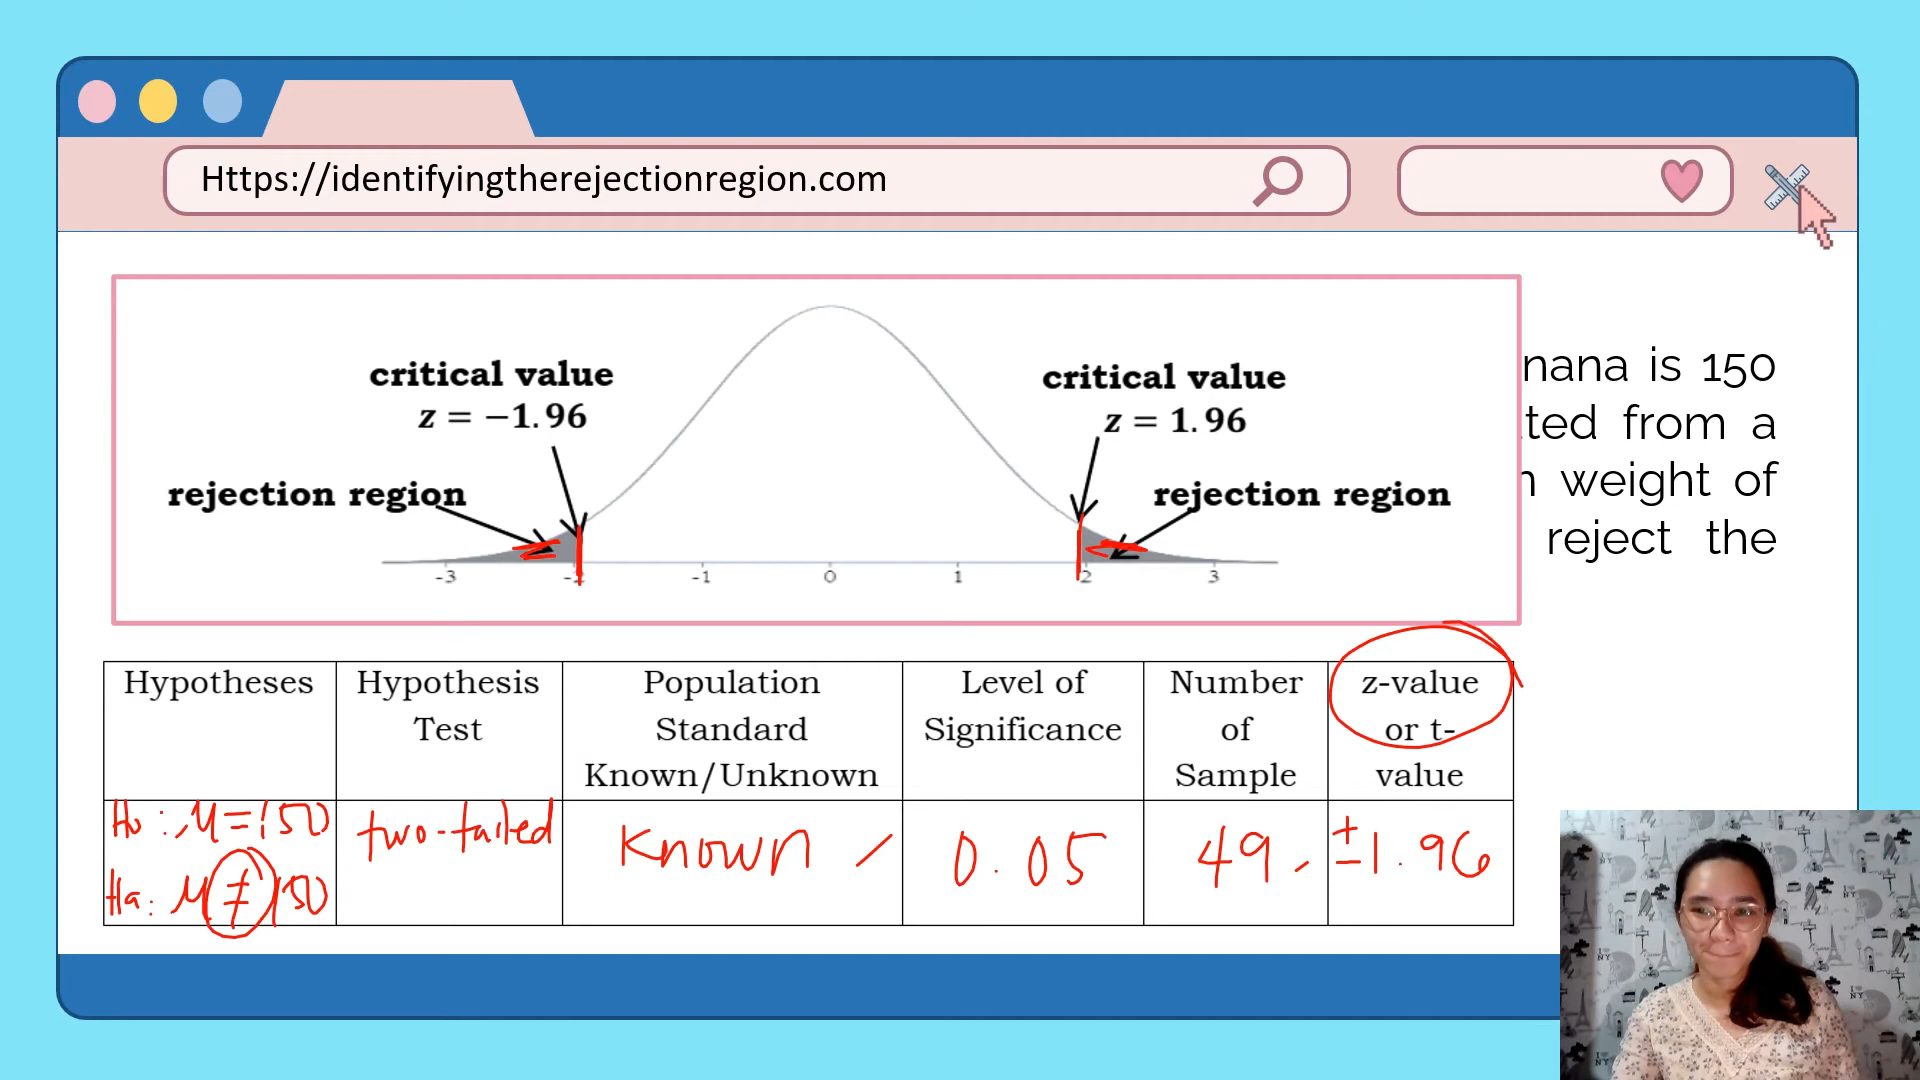 Https://identifyingtherejectionregion.com
nana is 150
ted from a
weight of
reject the
critical value
z = −1.96
critical value
z = 1.96
rejection region
rejection region
-3 -2 -1 0 1 2 3
Hypotheses
Hypothesis
Test
Population
Standard
Known/Unknown
Level of
Significance
Number
of
Sample
z-value
or t-
value
Ho: μ = 150
Ha: μ ≠ 150
two-tailed
Known
0.05
49
±1.96